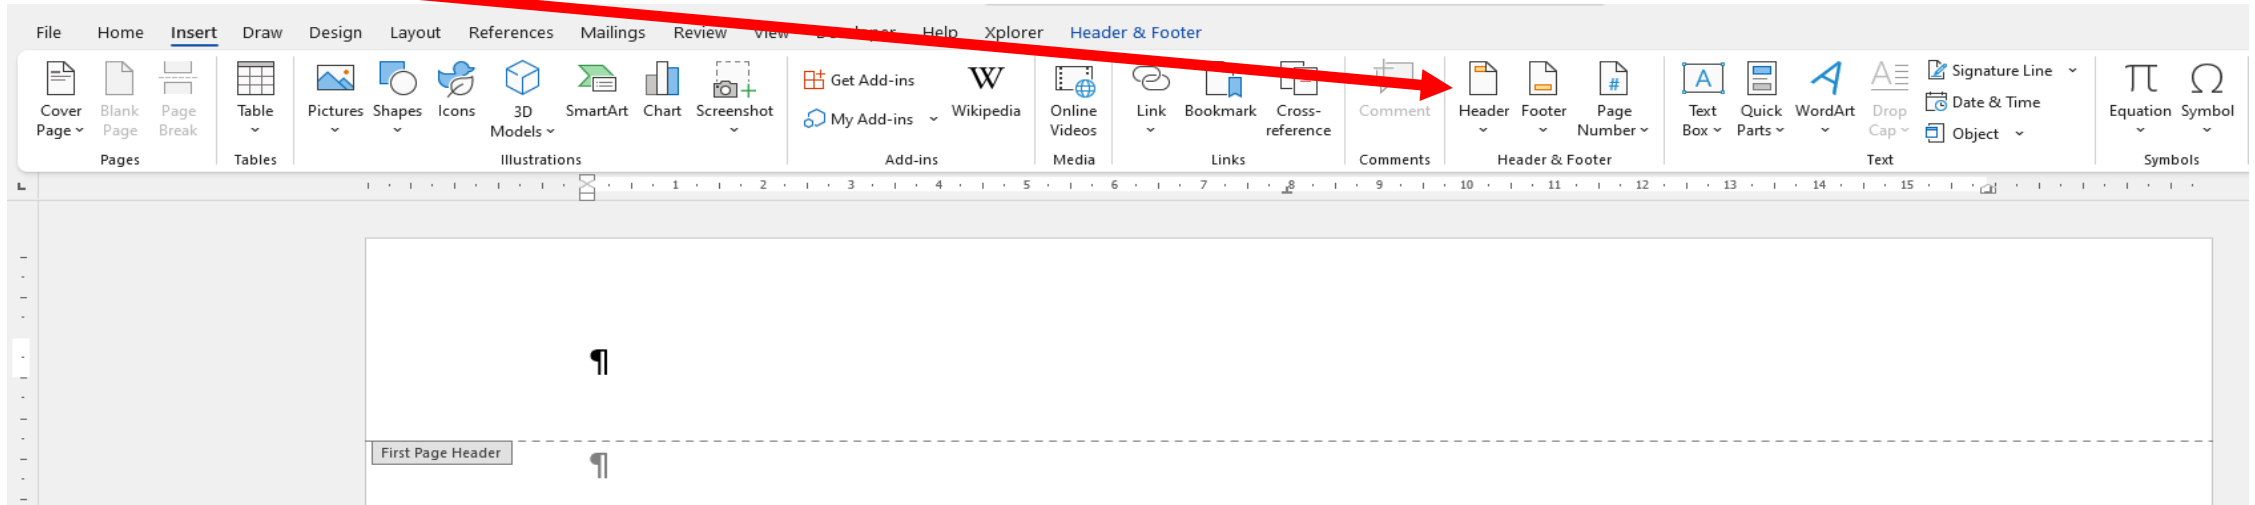 File Home Insert Draw Design Layout References Mailings Review View Developer Help Xplorer Header & Footer
Cover Page Blank Page Page Break
Pages
Table
Tables
Pictures Shapes Icons 3D Models SmartArt Chart Screenshot
Illustrations
Get Add-ins
My Add-ins
W
Wikipedia
Add-ins
Online Videos
Media
Link Bookmark Cross-reference
Links
Comment
Comments
Header Footer # Page Number
Header & Footer
A Text Box Quick Parts A WordArt A Drop Cap
Signature Line
Date & Time
Object
Text
π Equation Ω Symbol
Symbols
L 1 2 3 4 5 6 7 8 9 10 11 12 13 14 15
¶
First Page Header
¶